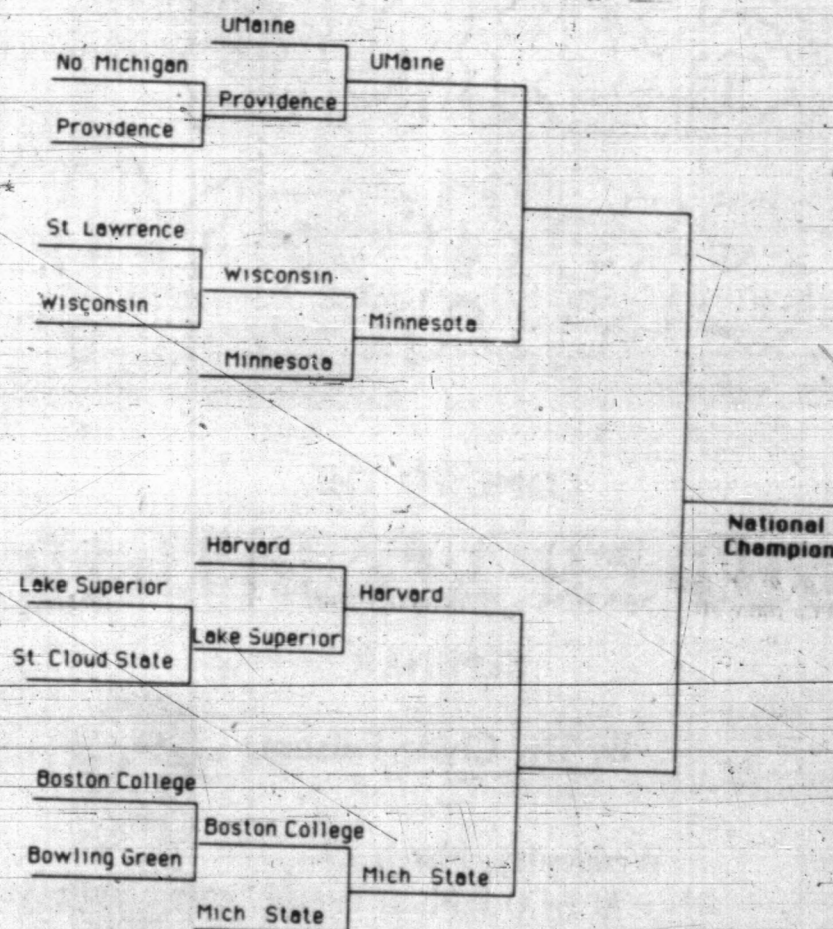 UMaine
No Michigan
UMaine
Providence
Providence
St. Lawrence
Wisconsin
Wisconsin
Minnesota
Minnesota
National
Champion
Harvard
Lake Superior
Harvard
Lake Superior
St. Cloud State
Boston College
Boston College
Bowling Green
Mich State
Mich State